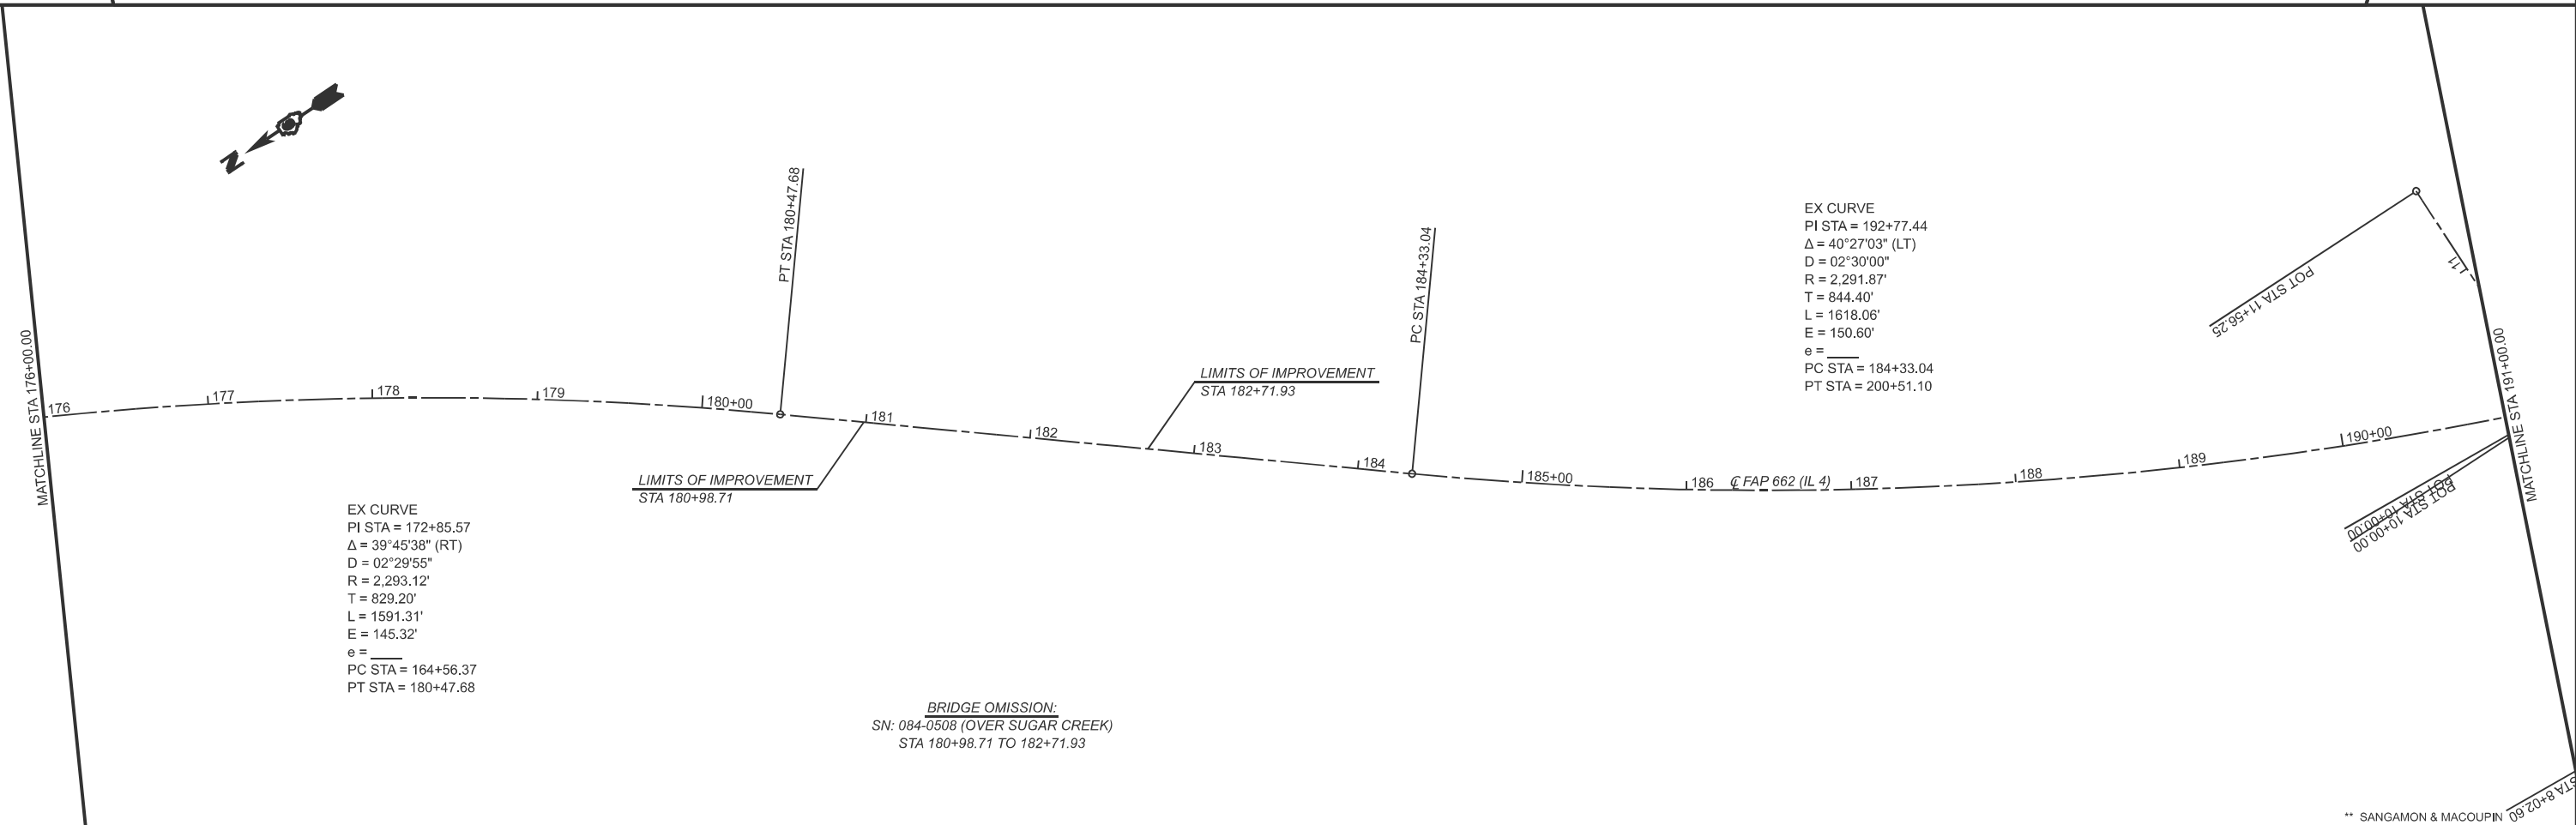 N
MATCHLINE STA 176+00.00
176
177
178
179
180+00
PT STA 180+47.68
181
LIMITS OF IMPROVEMENT
STA 180+98.71
182
LIMITS OF IMPROVEMENT
STA 182+71.93
183
184
PC STA 184+33.04
185+00
186
℄ FAP 662 (IL 4)
187
188
189
190+00
MATCHLINE STA 191+00.00
EX CURVE
PI STA = 172+85.57
Δ = 39°45'38" (RT)
D = 02°29'55"
R = 2,293.12'
T = 829.20'
L = 1591.31'
E = 145.32'
e = ____
PC STA = 164+56.37
PT STA = 180+47.68
EX CURVE
PI STA = 192+77.44
Δ = 40°27'03" (LT)
D = 02°30'00"
R = 2,291.87'
T = 844.40'
L = 1618.06'
E = 150.60'
e = ____
PC STA = 184+33.04
PT STA = 200+51.10
POT STA 11+56.25
11
POT STA 10+00.00
POT STA 10+00.00
BRIDGE OMISSION:
SN: 084-0508 (OVER SUGAR CREEK)
STA 180+98.71 TO 182+71.93
STA 8+02.60
** SANGAMON & MACOUPIN